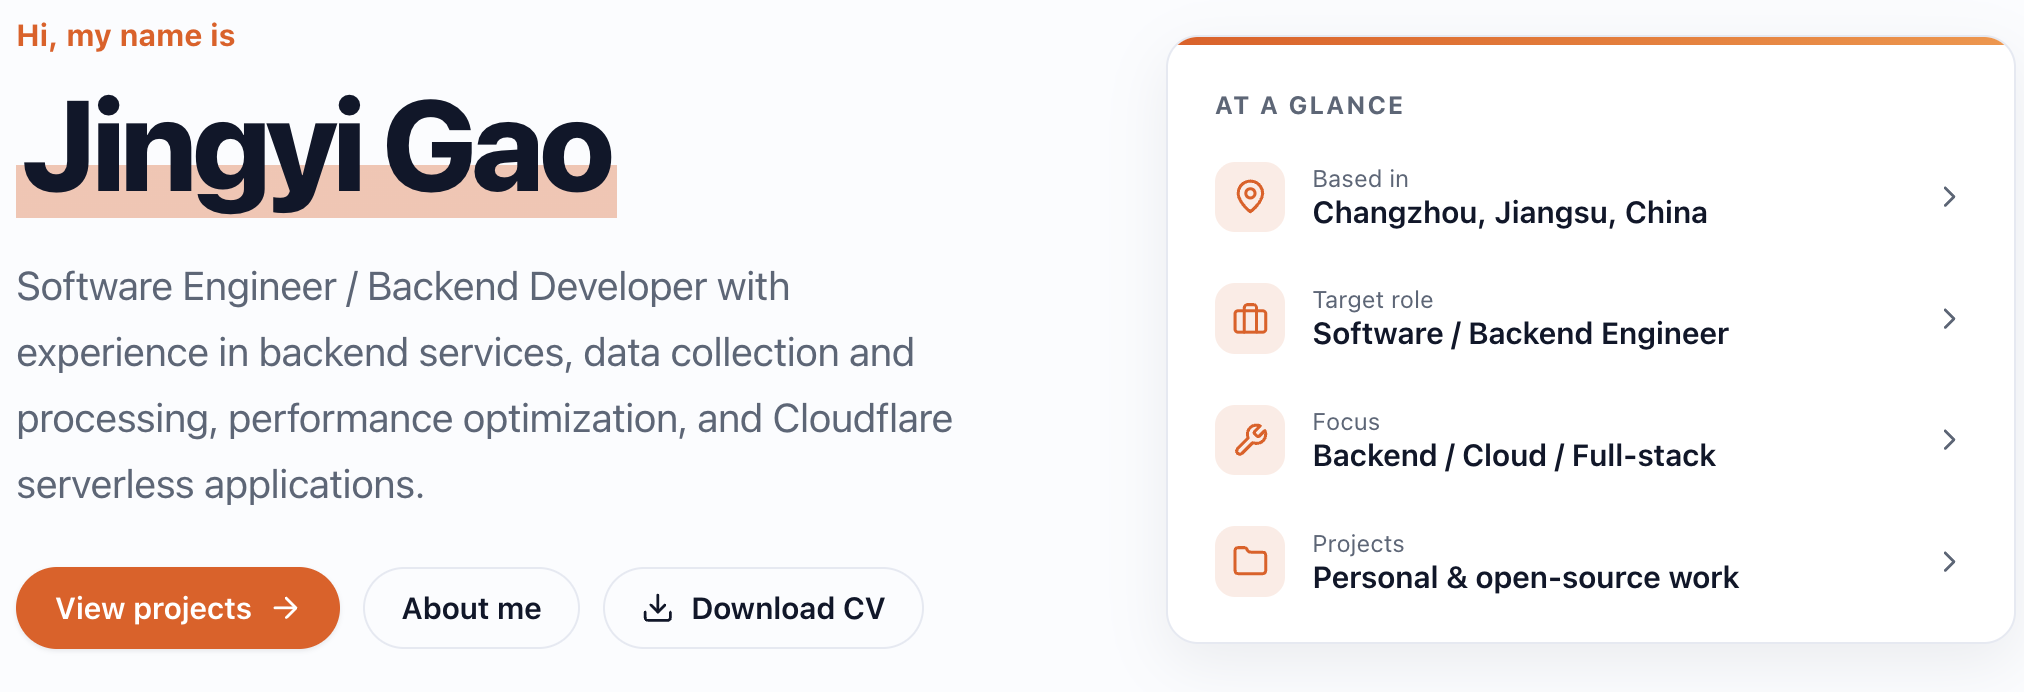 Hi, my name is
Jingyi Gao
Software Engineer / Backend Developer with
experience in backend services, data collection and
processing, performance optimization, and Cloudflare
serverless applications.
View projects
About me
Download CV
AT A GLANCE
Based in
Changzhou, Jiangsu, China
Target role
Software / Backend Engineer
Focus
Backend / Cloud / Full-stack
Projects
Personal & open-source work